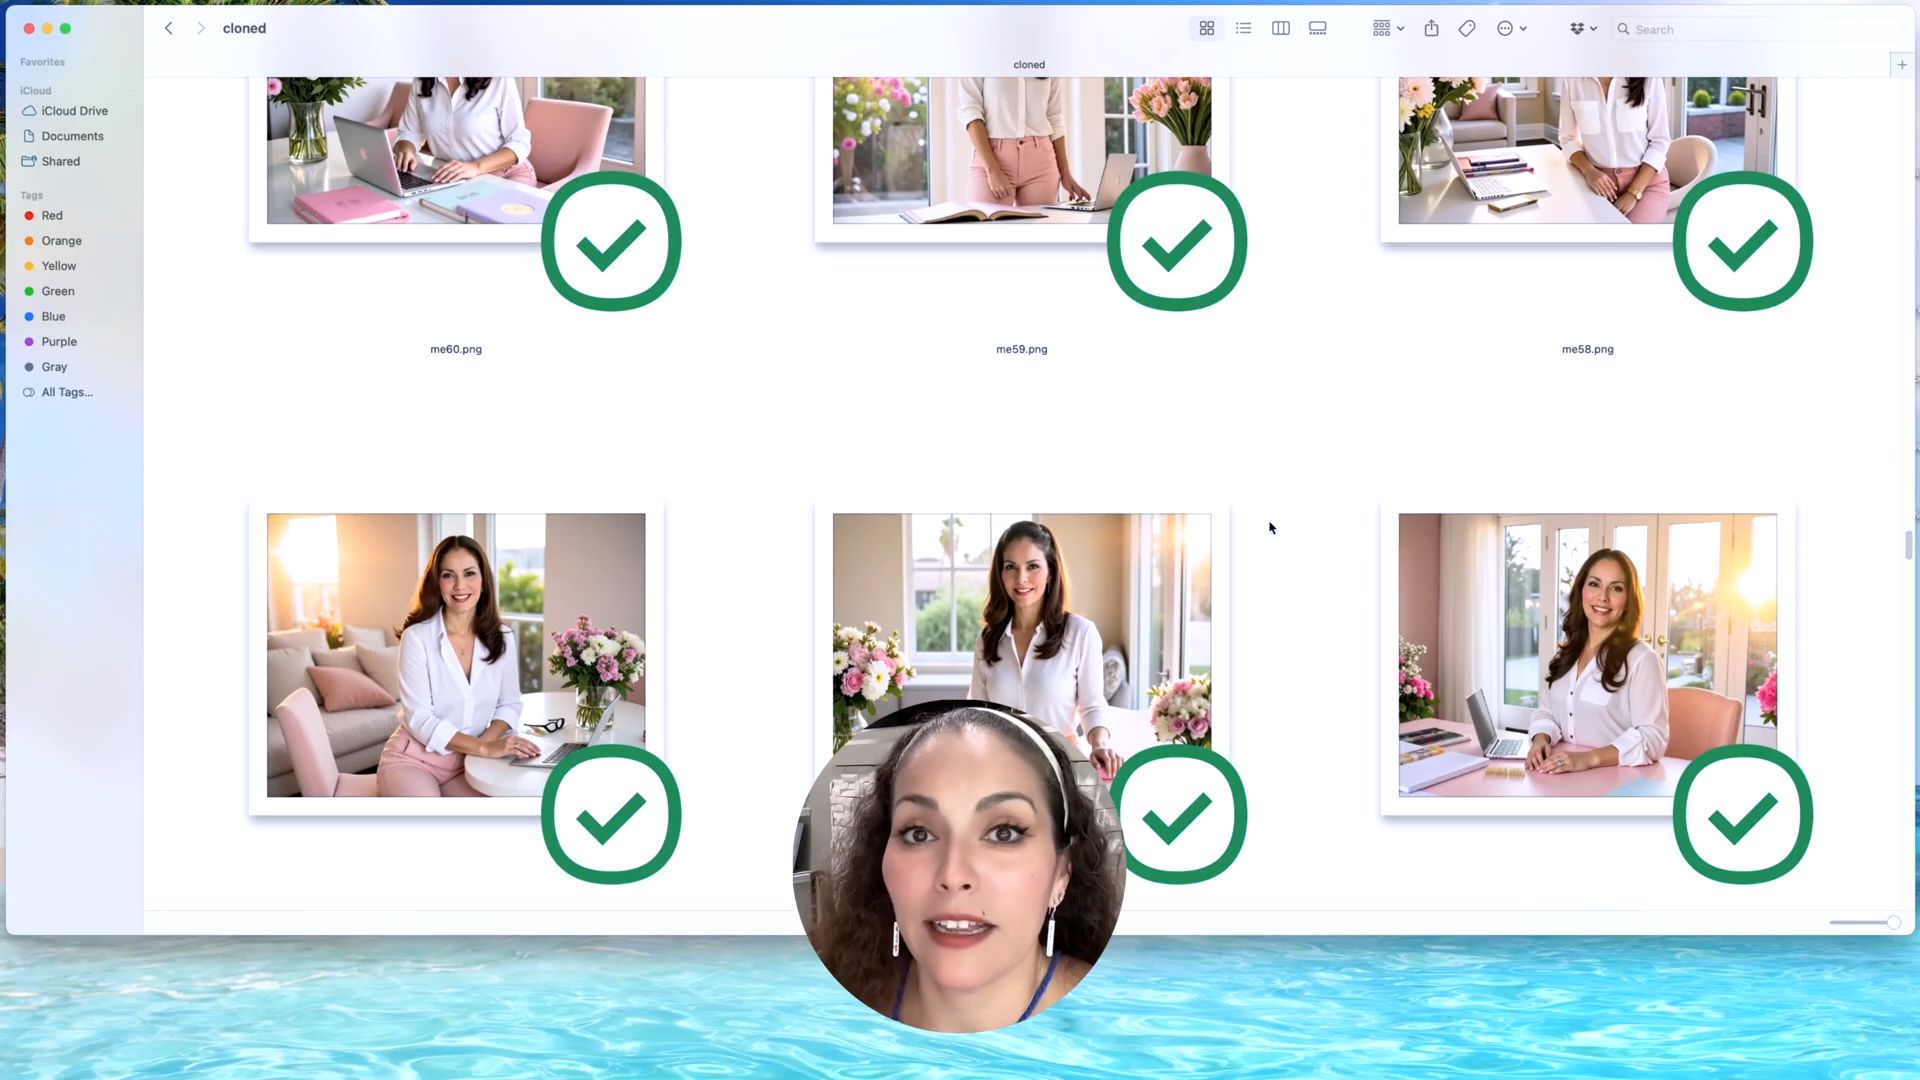 cloned
Search
cloned
Favorites
iCloud
iCloud Drive
Documents
Shared
Tags
Red
Orange
Yellow
Green
Blue
Purple
Gray
All Tags...
me60.png
me59.png
me58.png